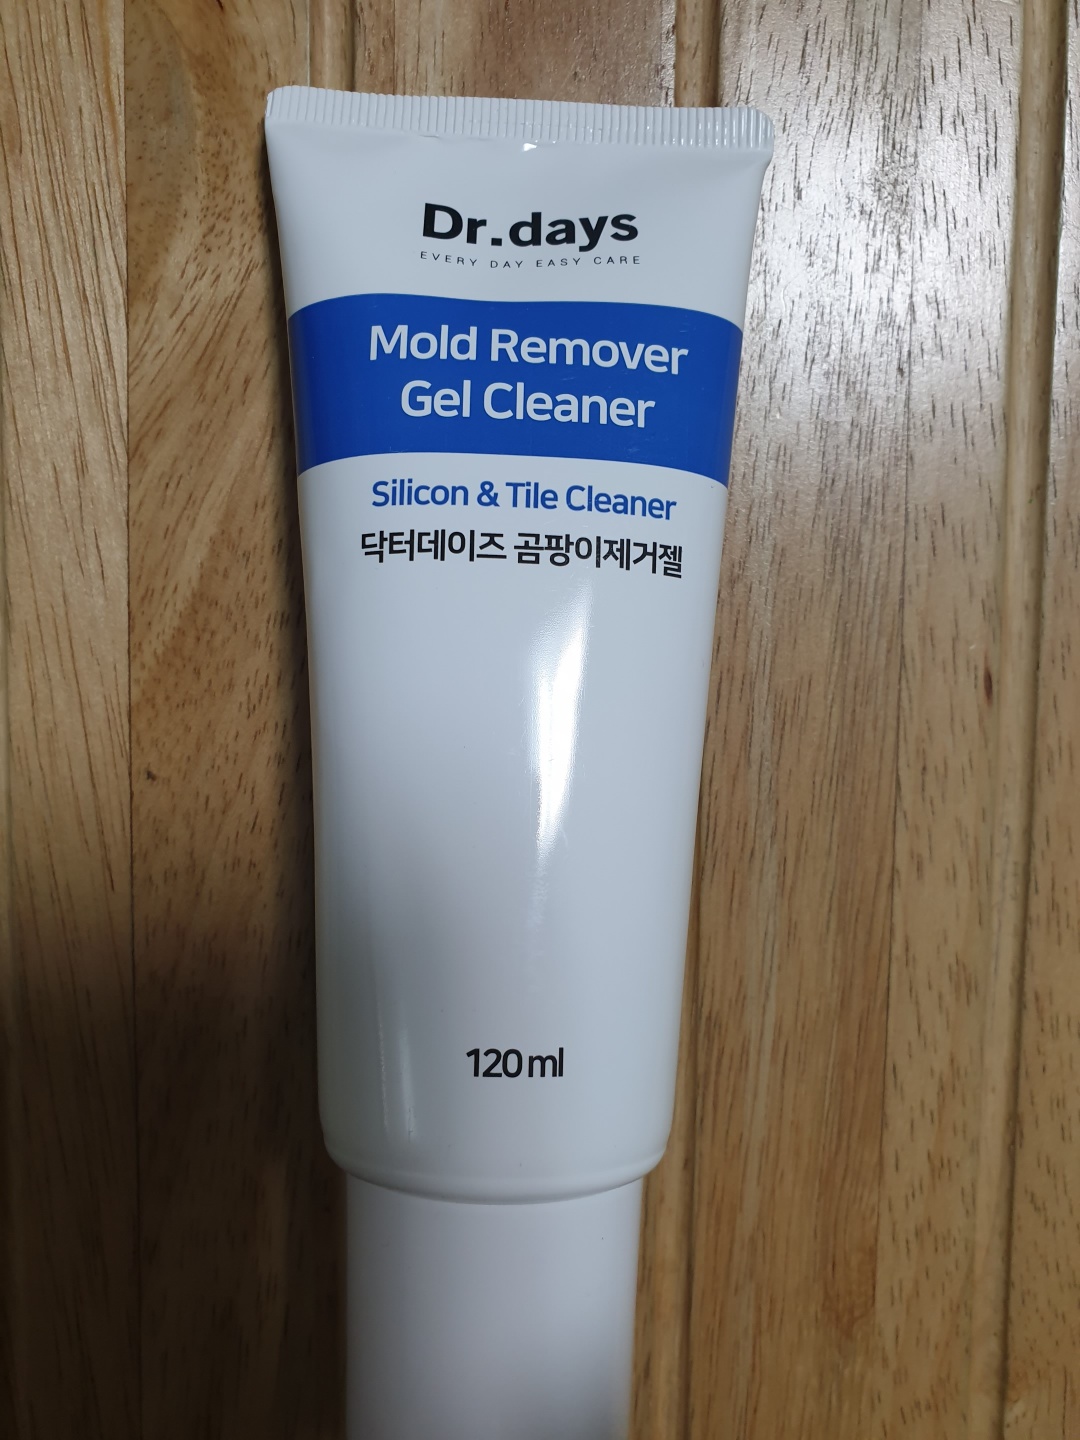 Dr.days
EVERY DAY EASY CARE
Mold Remover
Gel Cleaner
Silicon & Tile Cleaner
닥터데이즈 곰팡이제거젤
120ml